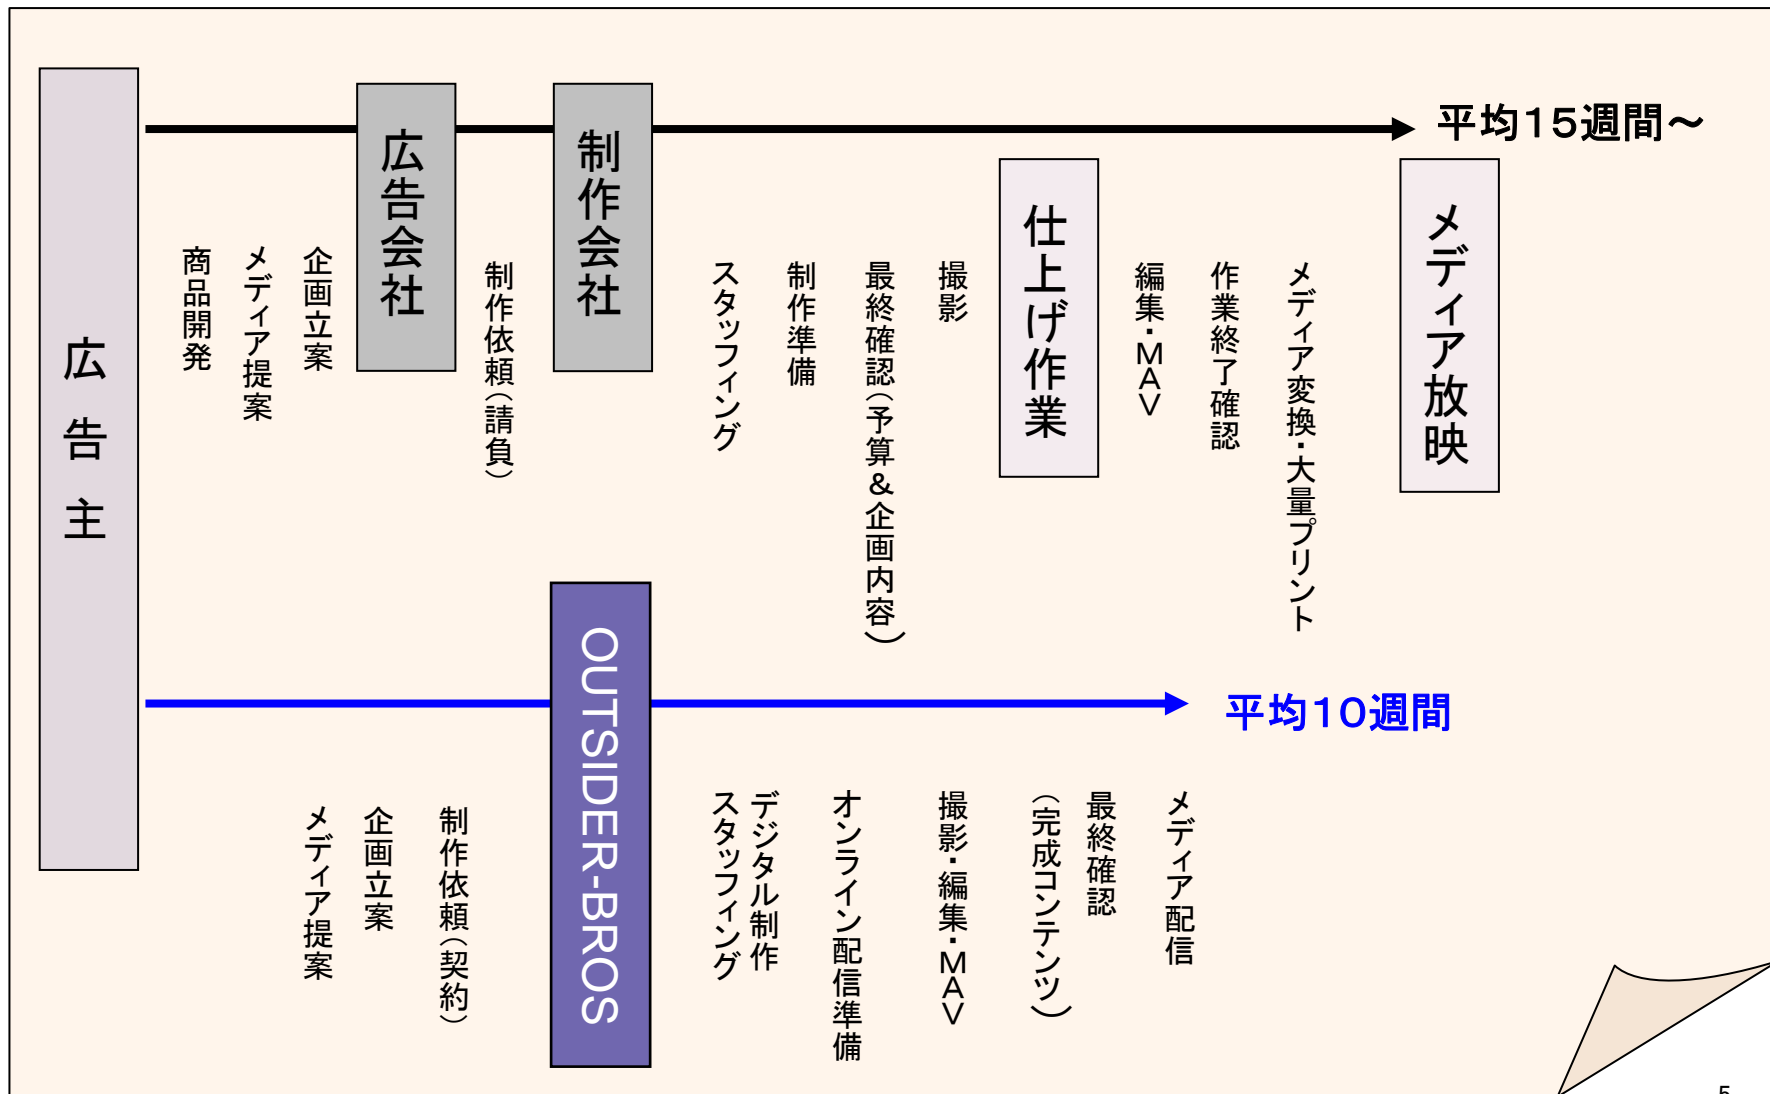 広告主
広告会社
制作会社
平均15週間～
仕上げ作業
メディア放映
商品開発
メディア提案
企画立案
制作依頼(請負)
スタッフィング
制作準備
最終確認(予算&企画内容)
撮影
編集・MAV
作業終了確認
メディア変換・大量プリント
OUTSIDER-BROS
平均10週間
メディア提案
企画立案
制作依頼(契約)
デジタル制作
スタッフィング
オンライン配信準備
撮影・編集・MAV
最終確認
(完成コンテンツ)
メディア配信
5